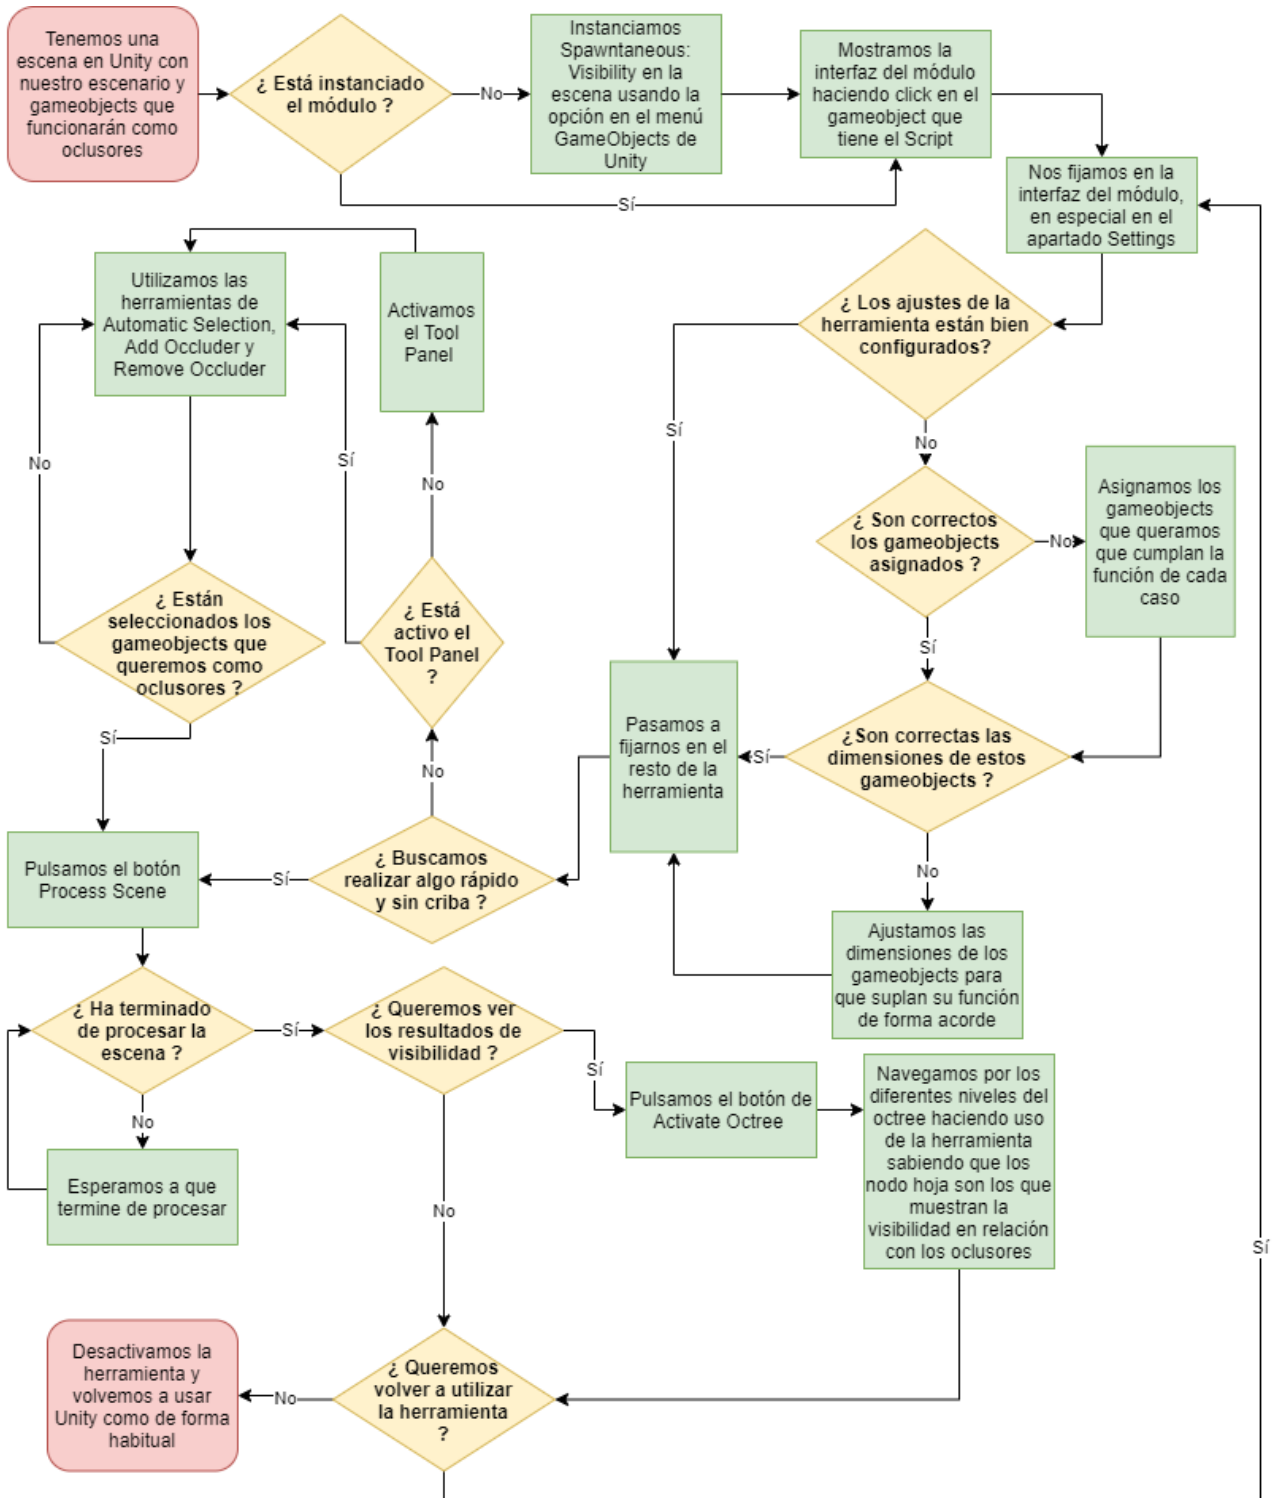 Tenemos una
escena en Unity con
nuestro escenario y
gameobjects que
funcionarán como
oclusores
¿ Está instanciado
el módulo ?
No
Instanciamos
Spawntaneous:
Visibility en la
escena usando la
opción en el menú
GameObjects de
Unity
Mostramos la
interfaz del módulo
haciendo click en el
gameobject que
tiene el Script
Sí
Nos fijamos en la
interfaz del módulo,
en especial en el
apartado Settings
¿ Los ajustes de la
herramienta están bien
configurados?
Sí
No
¿ Son correctos
los gameobjects
asignados ?
No
Asignamos los
gameobjects
que queramos
que cumplan la
función de cada
caso
Sí
¿Son correctas las
dimensiones de estos
gameobjects ?
Sí
No
Ajustamos las
dimensiones de los
gameobjects para
que suplan su función
de forma acorde
Pasamos a
fijarnos en el
resto de la
herramienta
¿ Buscamos
realizar algo rápido
y sin criba ?
Sí
No
¿ Está
activo el
Tool Panel
?
Sí
No
Activamos
el Tool
Panel
Utilizamos las
herramientas de
Automatic Selection,
Add Occluder y
Remove Occluder
No
¿ Están
seleccionados los
gameobjects que
queremos como
oclusores ?
Sí
Pulsamos el botón
Process Scene
¿ Ha terminado
de procesar la
escena ?
No
Esperamos a que
termine de procesar
Sí
¿ Queremos ver
los resultados de
visibilidad ?
Sí
Pulsamos el botón de
Activate Octree
Navegamos por los
diferentes niveles del
octree haciendo uso
de la herramienta
sabiendo que los
nodo hoja son los que
muestran la
visibilidad en relación
con los oclusores
No
¿ Queremos
volver a utilizar
la herramienta
?
Sí
No
Desactivamos la
herramienta y
volvemos a usar
Unity como de forma
habitual